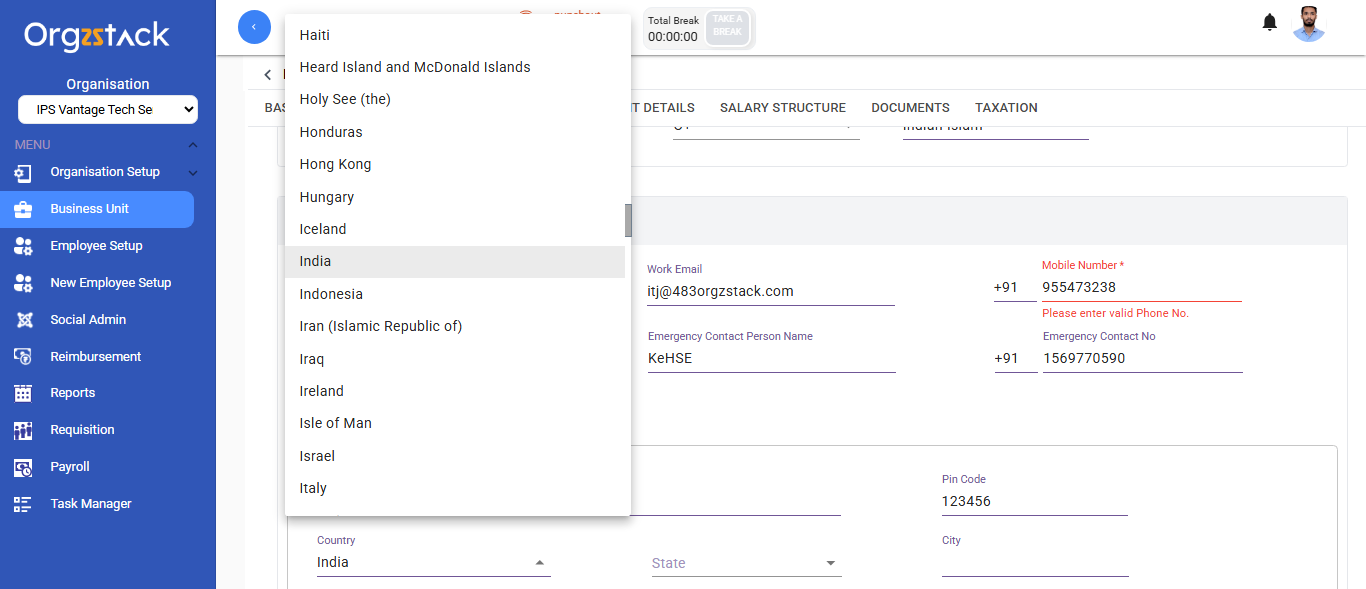 Orgzstack
Organisation
IPS Vantage Tech Se
MENU
Organisation Setup
Business Unit
Employee Setup
New Employee Setup
Social Admin
Reimbursement
Reports
Requisition
Payroll
Task Manager
Total Break
00:00:00
TAKE A
BREAK
T DETAILS
SALARY STRUCTURE
DOCUMENTS
TAXATION
Haiti
Heard Island and McDonald Islands
Holy See (the)
Honduras
Hong Kong
Hungary
Iceland
India
Indonesia
Iran (Islamic Republic of)
Iraq
Ireland
Isle of Man
Israel
Italy
Indian Islam
Work Email
itj@483orgzstack.com
Mobile Number *
+91 955473238
Please enter valid Phone No.
Emergency Contact Person Name
KeHSE
Emergency Contact No
+91 1569770590
Pin Code
123456
Country
India
State
City